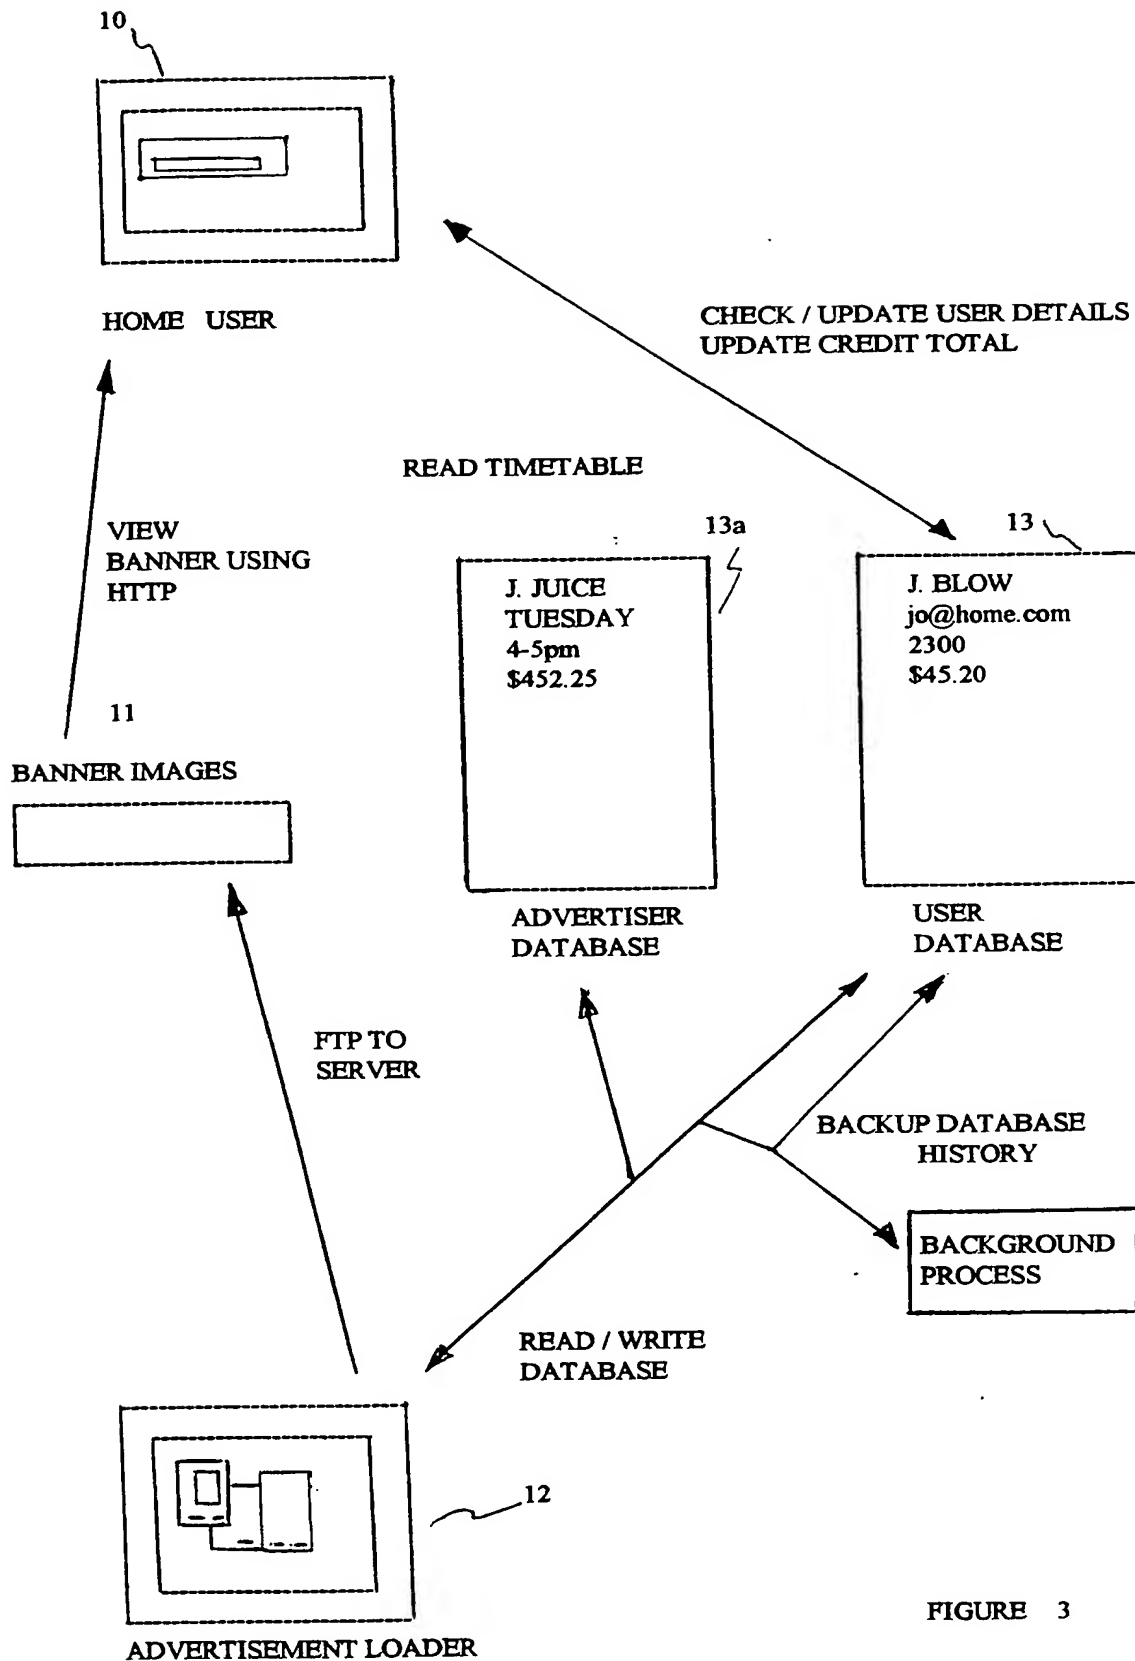 10
HOME USER
CHECK / UPDATE USER DETAILS
UPDATE CREDIT TOTAL
READ TIMETABLE
VIEW
BANNER USING
HTTP
13a
13
J. JUICE
TUESDAY
4-5pm
$452.25
J. BLOW
jo@home.com
2300
$45.20
11
BANNER IMAGES
ADVERTISER
DATABASE
USER
DATABASE
FTP TO
SERVER
BACKUP DATABASE
HISTORY
BACKGROUND
PROCESS
READ / WRITE
DATABASE
12
ADVERTISEMENT LOADER
FIGURE 3